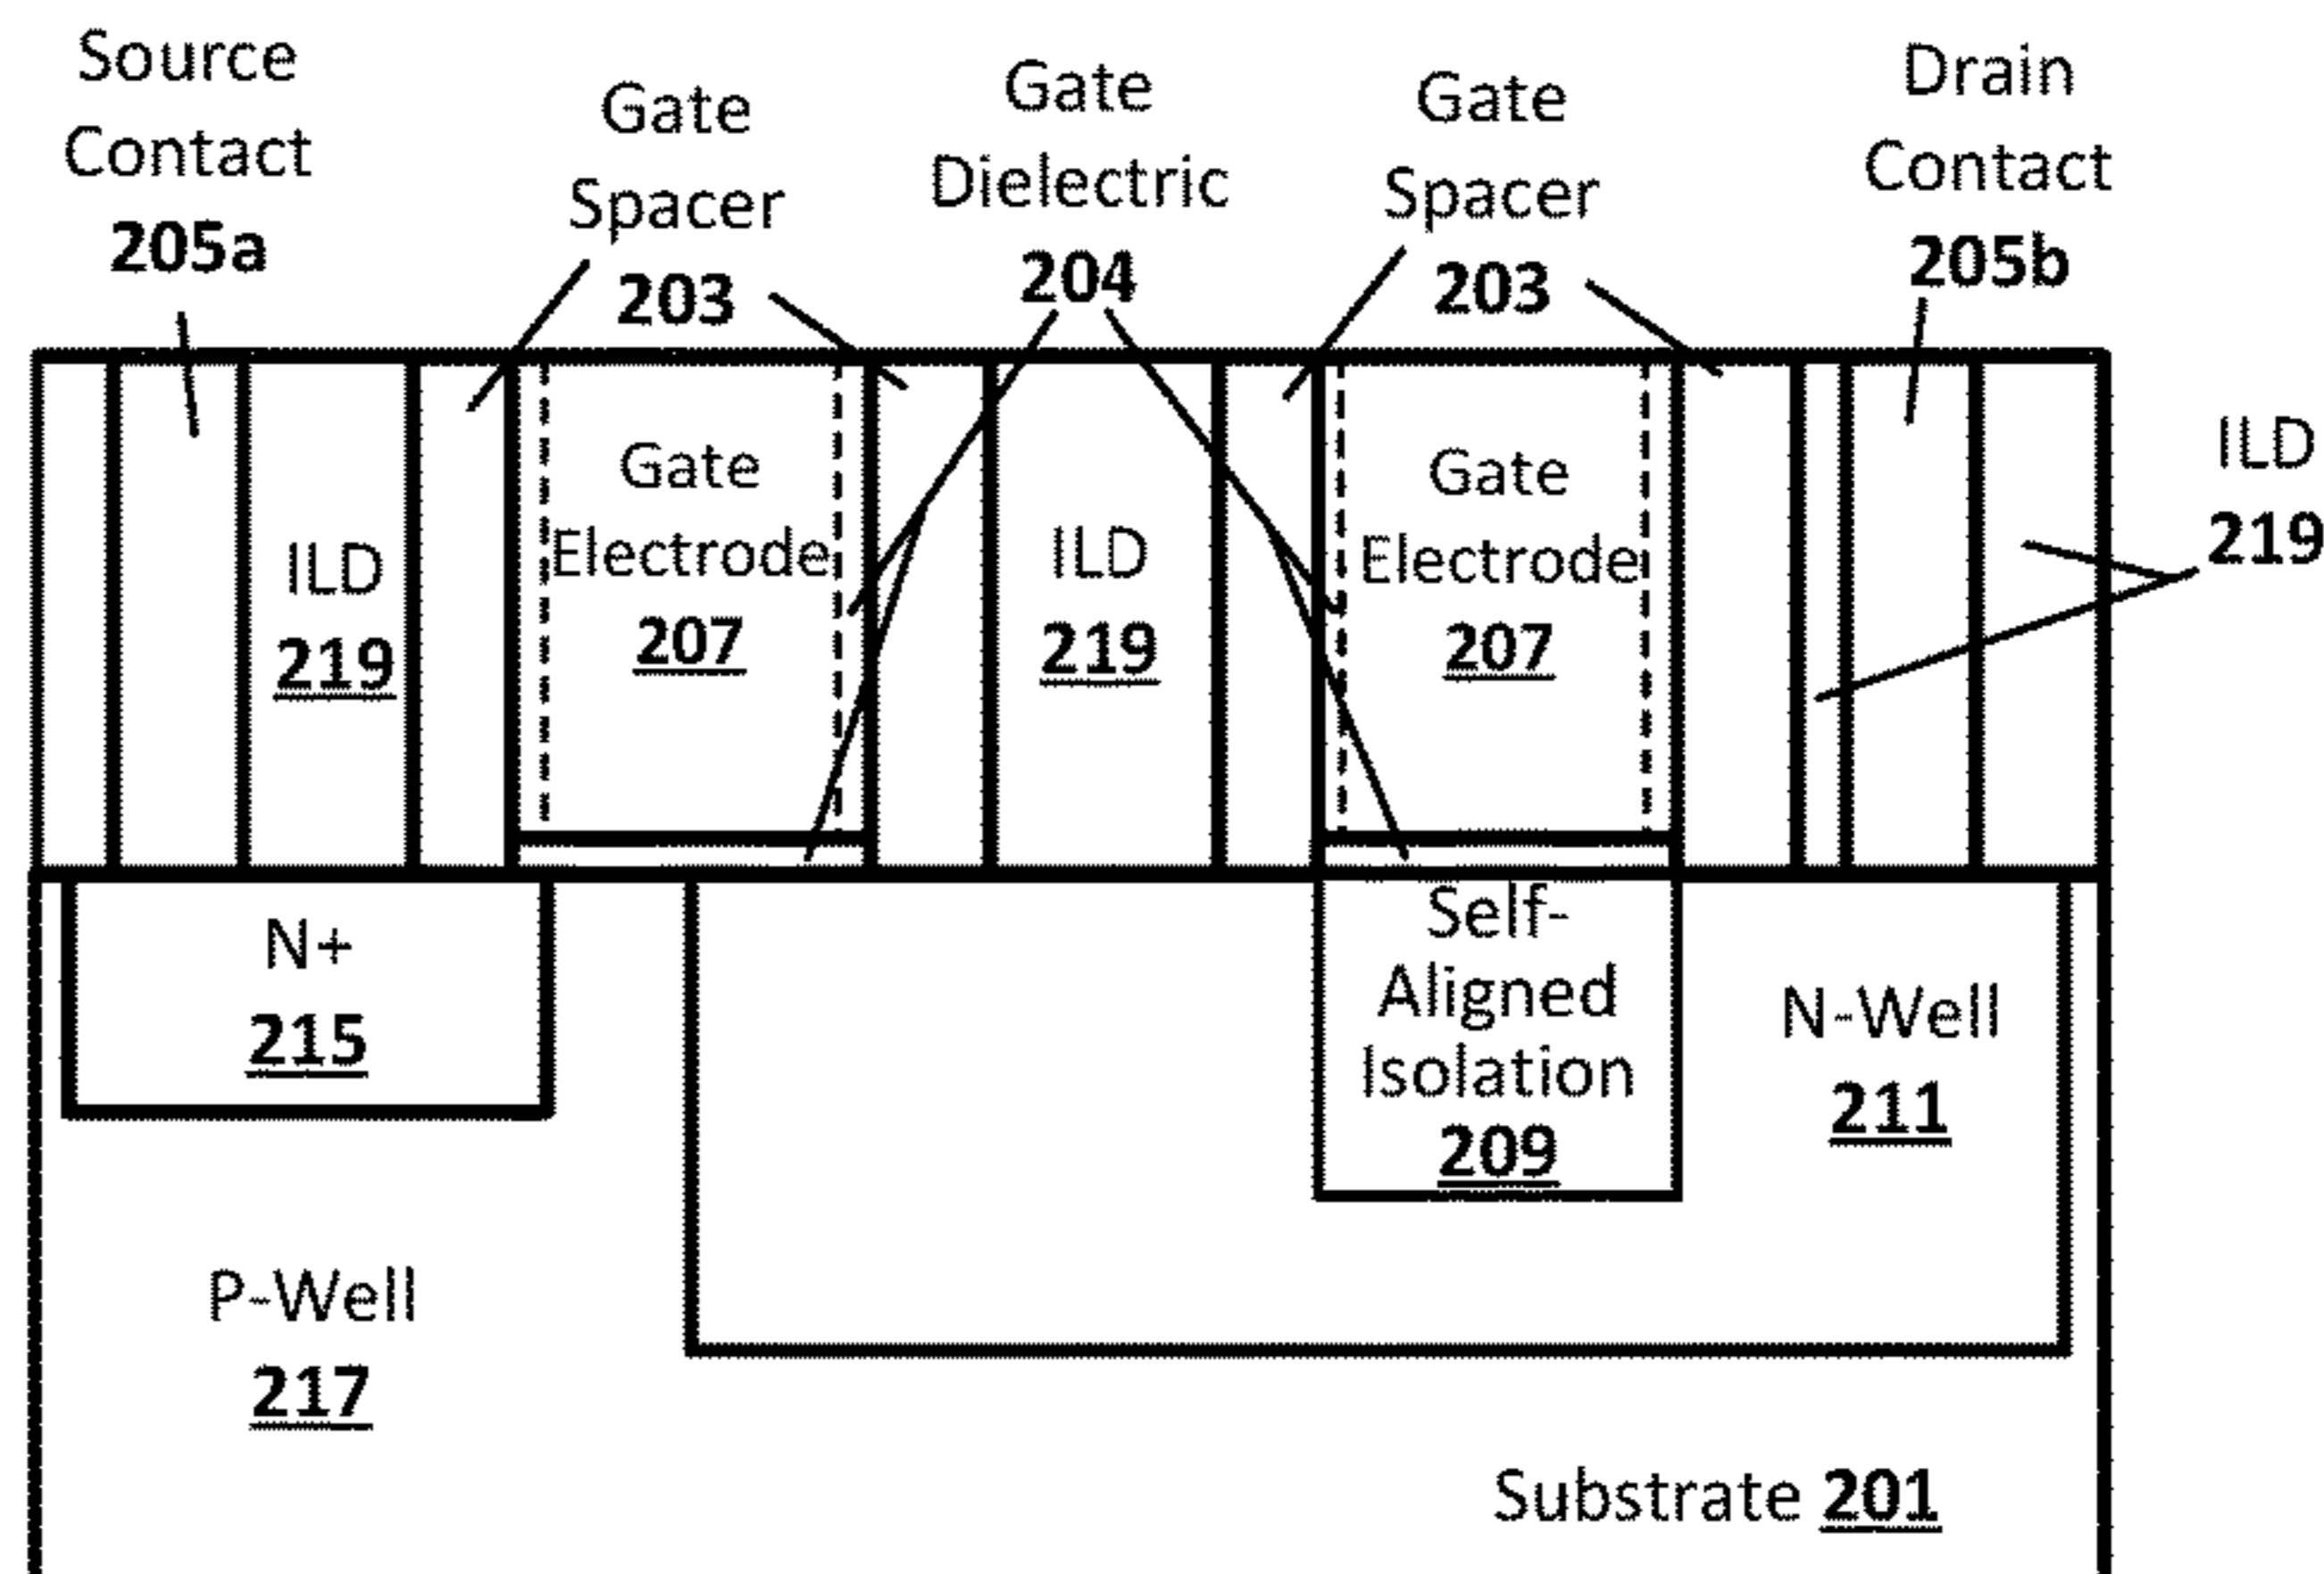 Source
Contact
205a
Gate
Spacer
203
Gate
Dielectric
204
Gate
Spacer
203
Drain
Contact
205b
ILD
219
Gate
Electrode
207
ILD
219
Gate
Electrode
207
ILD
219
N+
215
Self-
Aligned
Isolation
209
N-Well
211
P-Well
217
Substrate 201